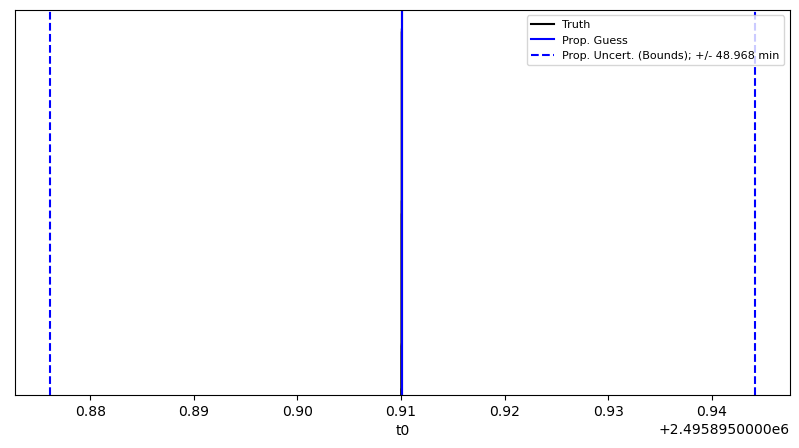 Truth
Prop. Guess
Prop. Uncert. (Bounds); +/- 48.968 min
0.88 0.89 0.90 0.91 0.92 0.93 0.94
t0
+2.4958950000e6